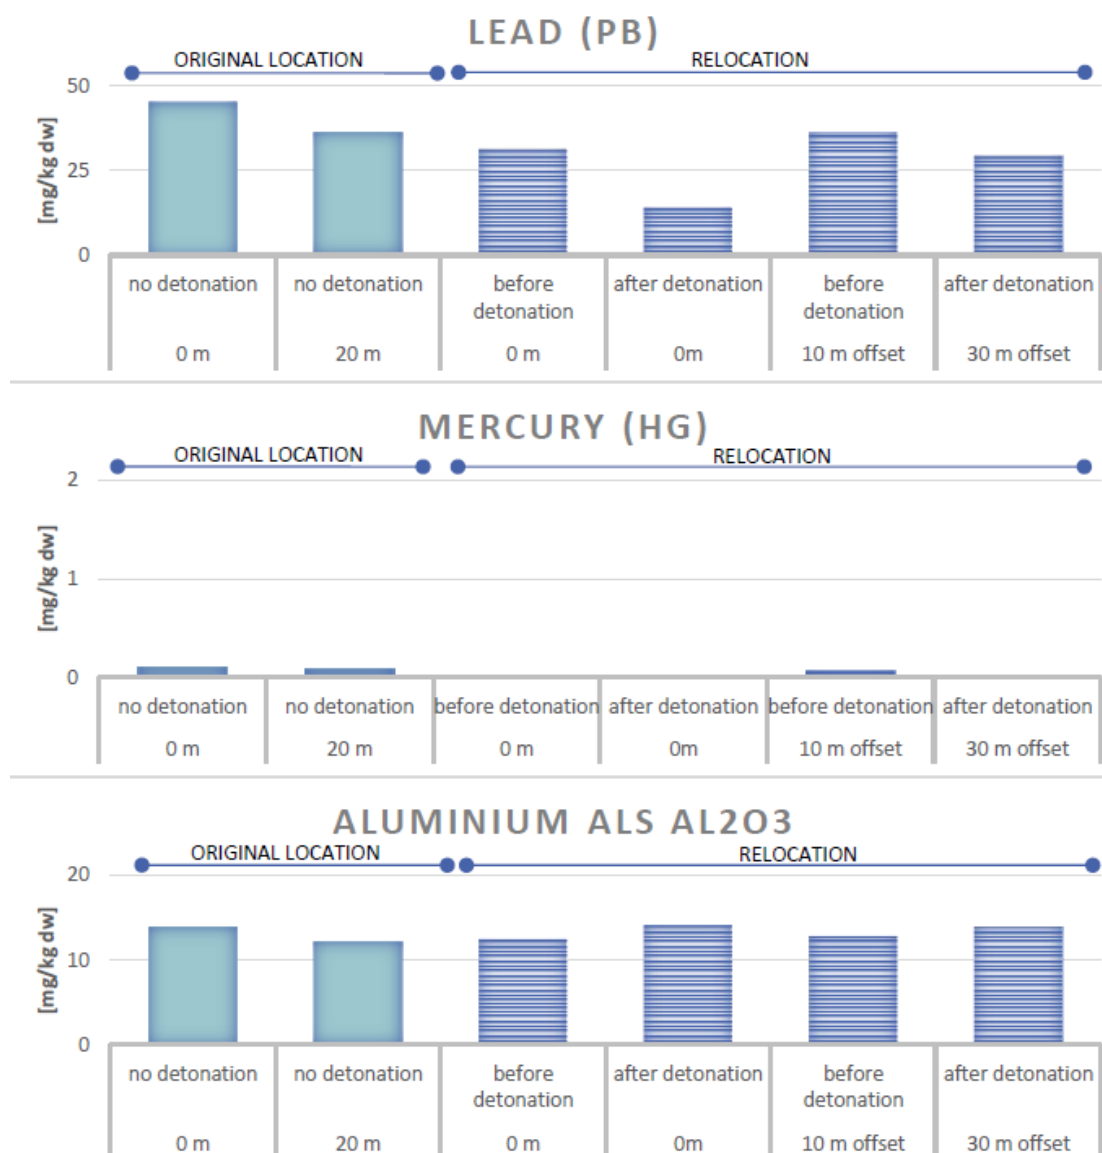 LEAD (PB)
ORIGINAL LOCATION RELOCATION
50
25
0
[mg/kg dw]
no detonation no detonation before detonation after detonation before detonation after detonation
0 m 20 m 0 m 0m 10 m offset 30 m offset
MERCURY (HG)
ORIGINAL LOCATION RELOCATION
2
1
0
[mg/kg dw]
no detonation no detonation before detonation after detonation before detonation after detonation
0 m 20 m 0 m 0m 10 m offset 30 m offset
ALUMINIUM ALS AL2O3
ORIGINAL LOCATION RELOCATION
20
10
0
[mg/kg dw]
no detonation no detonation before detonation after detonation before detonation after detonation
0 m 20 m 0 m 0m 10 m offset 30 m offset